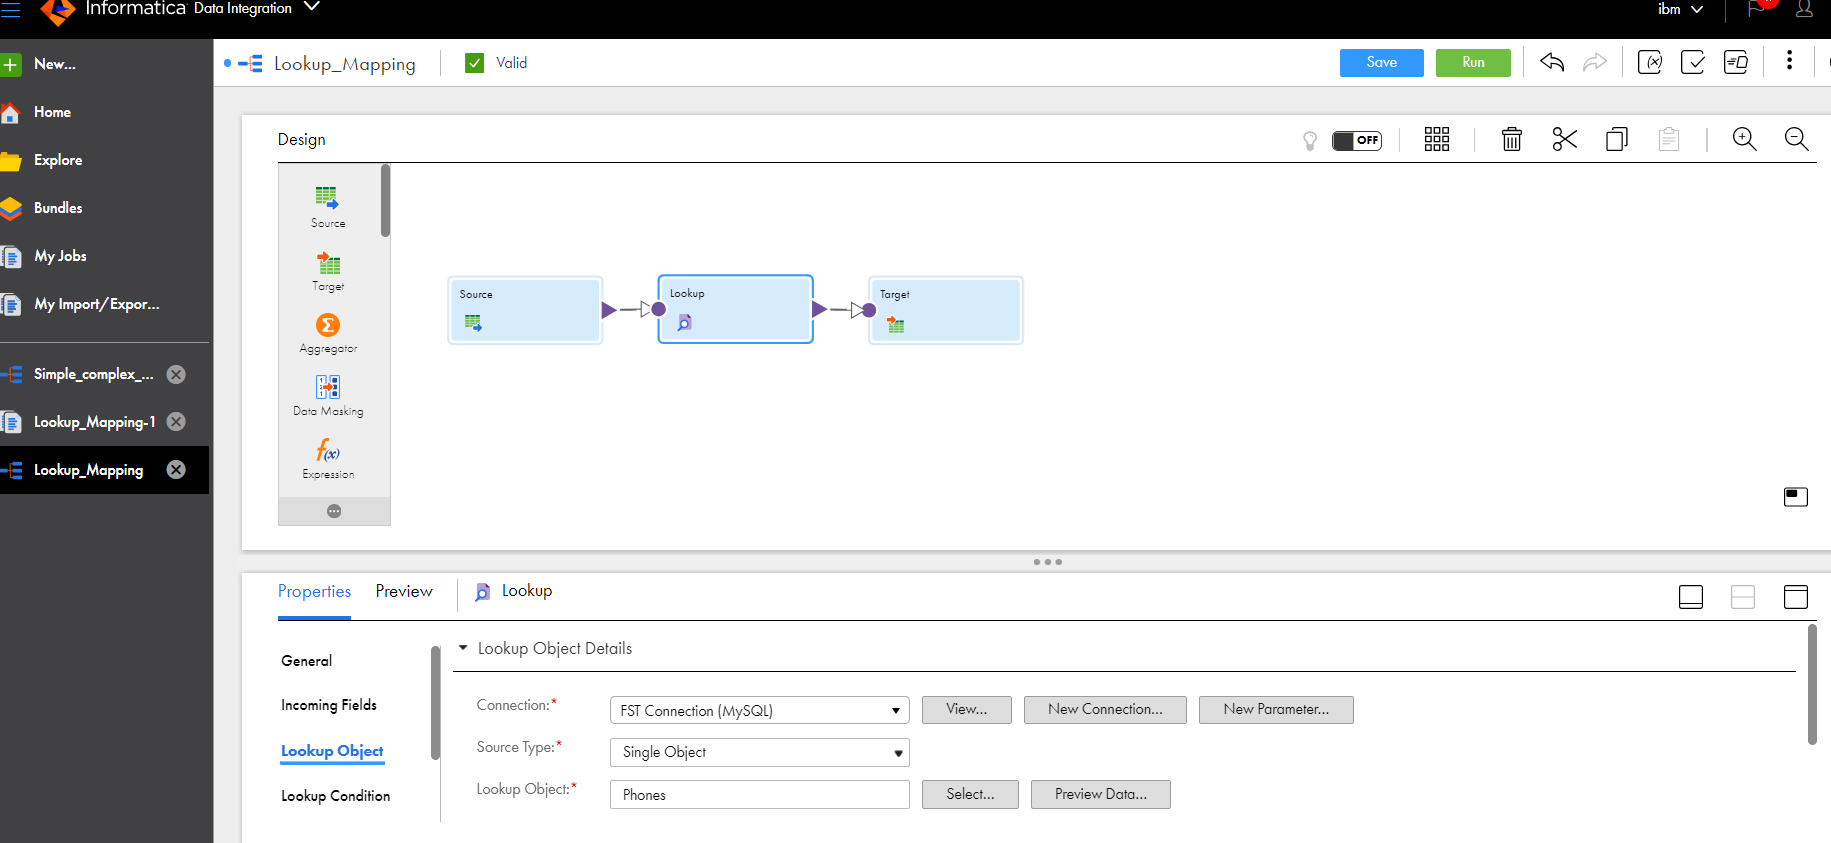 Informatica Data Integration
ibm
New...
Home
Explore
Bundles
My Jobs
My Import/Expor...
Simple_complex_...
Lookup_Mapping-1
Lookup_Mapping
Lookup_Mapping
Valid
Save
Run
Design
OFF
Source
Target
Aggregator
Data Masking
Expression
Source
Lookup
Target
Properties
Preview
Lookup
General
Incoming Fields
Lookup Object
Lookup Condition
Lookup Object Details
Connection:*
FST Connection (MySQL)
View...
New Connection...
New Parameter...
Source Type:*
Single Object
Lookup Object:*
Phones
Select...
Preview Data...